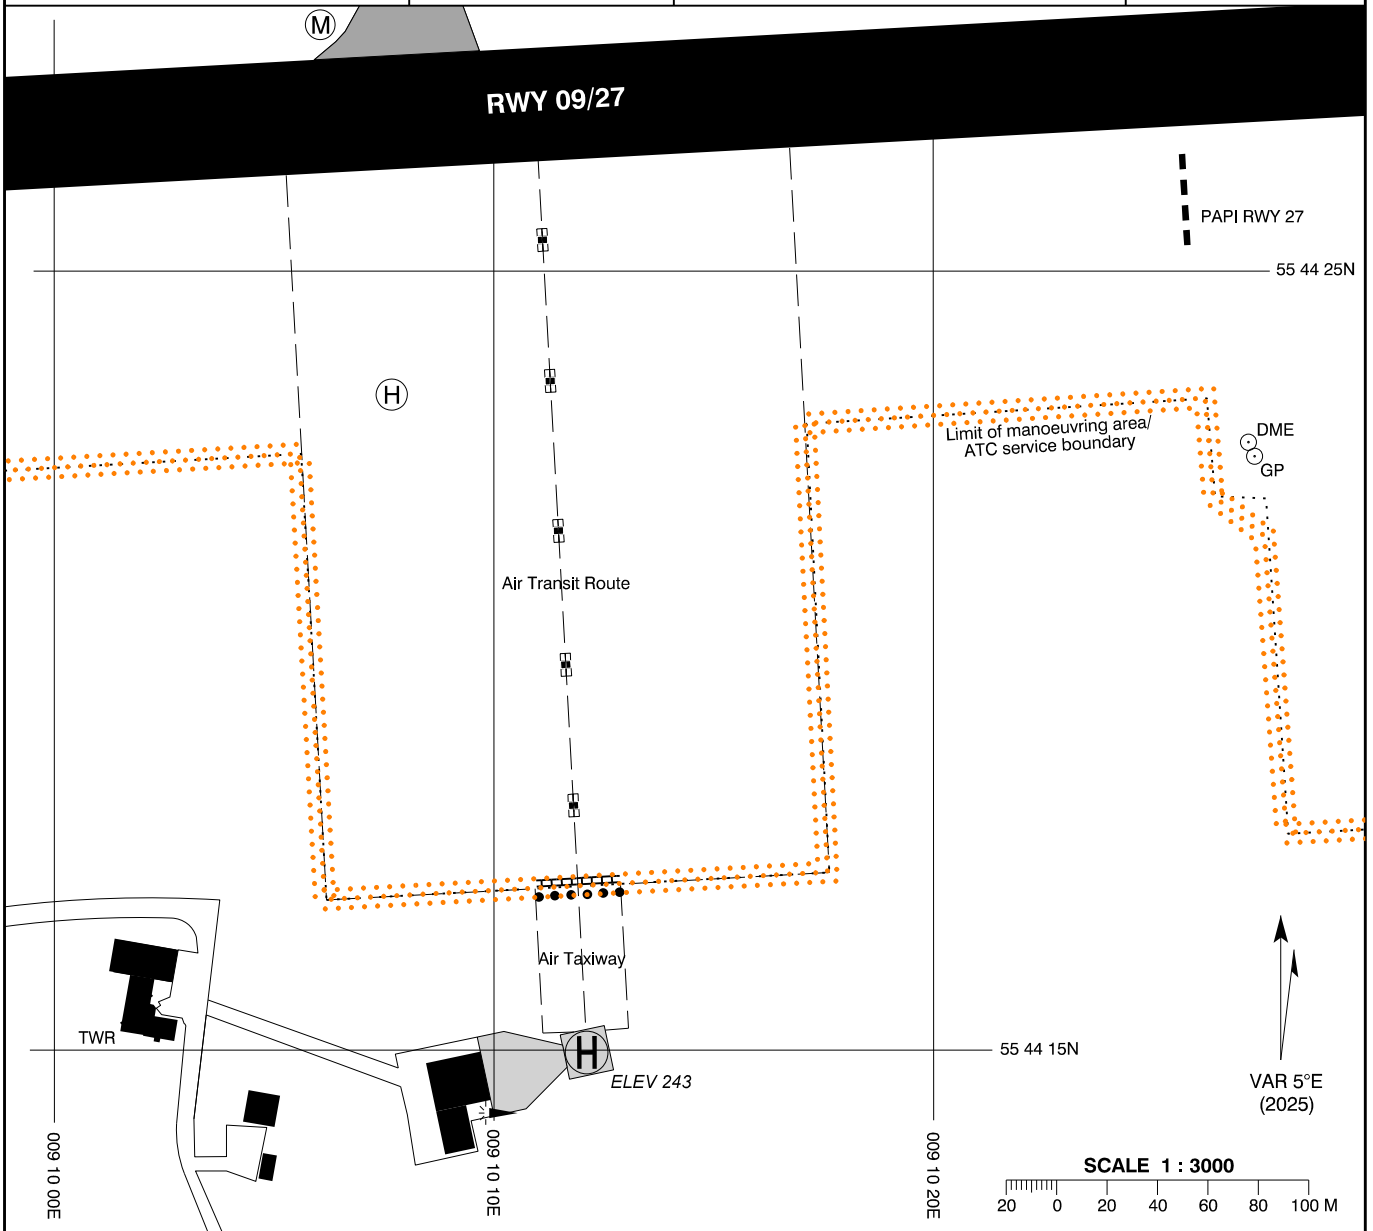 M
RWY 09/27
PAPI RWY 27
55 44 25N
H
Limit of manoeuvring area/
ATC service boundary
DME
GP
Air Transit Route
Air Taxiway
TWR
H
55 44 15N
ELEV 243
VAR 5°E
(2025)
009 10 00E
009 10 10E
009 10 20E
SCALE 1 : 3000
20 0 20 40 60 80 100 M